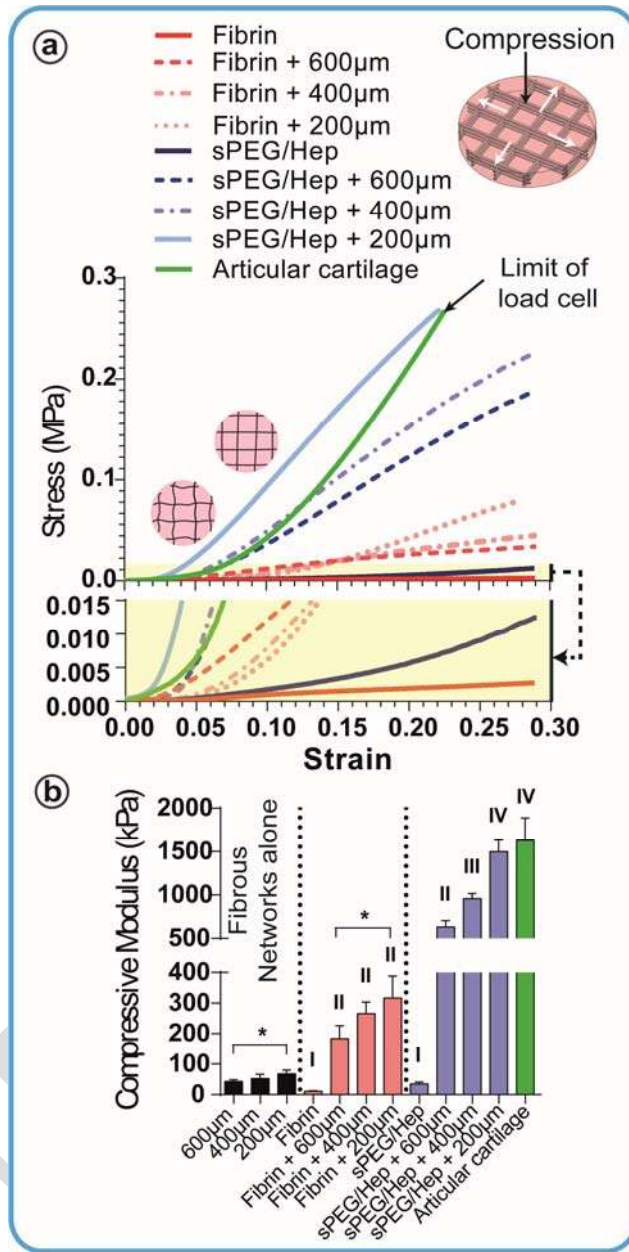 a
Fibrin
Fibrin + 600µm
Fibrin + 400µm
Fibrin + 200µm
sPEG/Hep
sPEG/Hep + 600µm
sPEG/Hep + 400µm
sPEG/Hep + 200µm
Articular cartilage
Compression
Limit of
load cell
Stress (MPa)
0.3
0.2
0.1
0.0
0.015
0.010
0.005
0.000
0.00 0.05 0.10 0.15 0.20 0.25 0.30
Strain
b
Compressive Modulus (kPa)
2000
1500
1000
500
400
300
200
100
0
Fibrous
Networks alone
*
*
I
II
II
II
I
II
III
IV
IV
600µm
400µm
200µm
Fibrin
Fibrin + 600µm
Fibrin + 400µm
Fibrin + 200µm
sPEG/Hep
sPEG/Hep + 600µm
sPEG/Hep + 400µm
sPEG/Hep + 200µm
Articular cartilage